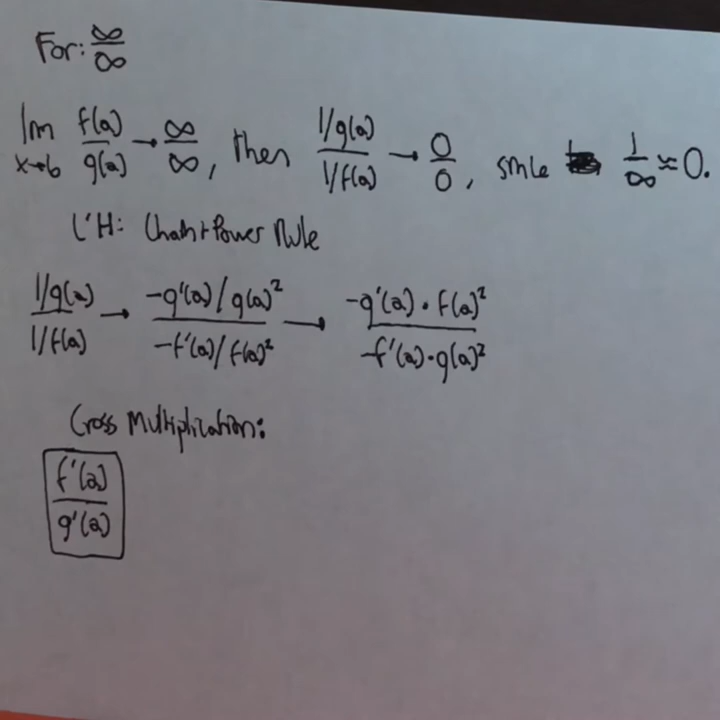 For: ∞/∞
lim x→b f(a)/g(a) → ∞/∞, then 1/g(a) / 1/f(a) → 0/0, since 1/∞ ≈ 0.
L'H: Chain+Power Rule
1/g(a) / 1/f(a) → -g'(a)/g(a)² / -f'(a)/f(a)² → -g'(a)·f(a)² / -f'(a)·g(a)²
Cross Multiplication:
f'(a)/g'(a)